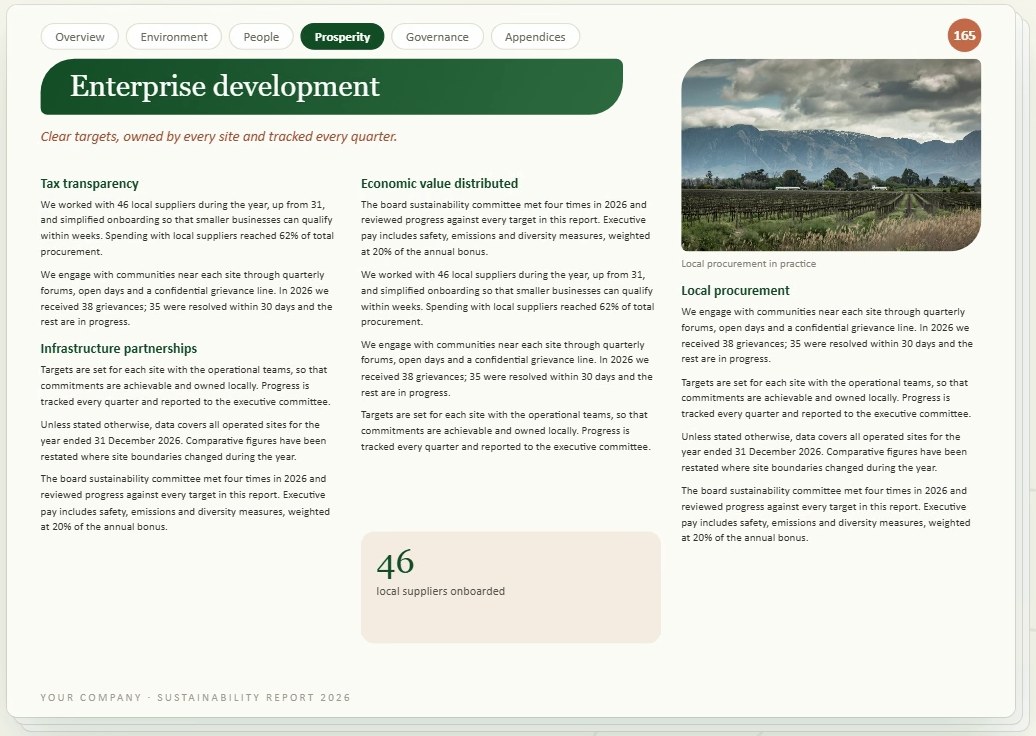 Overview
Environment
People
Prosperity
Governance
Appendices
165
Enterprise development
Clear targets, owned by every site and tracked every quarter.
Tax transparency
We worked with 46 local suppliers during the year, up from 31,
and simplified onboarding so that smaller businesses can qualify
within weeks. Spending with local suppliers reached 62% of total
procurement.
We engage with communities near each site through quarterly
forums, open days and a confidential grievance line. In 2026 we
received 38 grievances; 35 were resolved within 30 days and the
rest are in progress.
Infrastructure partnerships
Targets are set for each site with the operational teams, so that
commitments are achievable and owned locally. Progress is
tracked every quarter and reported to the executive committee.
Unless stated otherwise, data covers all operated sites for the
year ended 31 December 2026. Comparative figures have been
restated where site boundaries changed during the year.
The board sustainability committee met four times in 2026 and
reviewed progress against every target in this report. Executive
pay includes safety, emissions and diversity measures, weighted
at 20% of the annual bonus.
Economic value distributed
The board sustainability committee met four times in 2026 and
reviewed progress against every target in this report. Executive
pay includes safety, emissions and diversity measures, weighted
at 20% of the annual bonus.
We worked with 46 local suppliers during the year, up from 31,
and simplified onboarding so that smaller businesses can qualify
within weeks. Spending with local suppliers reached 62% of total
procurement.
We engage with communities near each site through quarterly
forums, open days and a confidential grievance line. In 2026 we
received 38 grievances; 35 were resolved within 30 days and the
rest are in progress.
Targets are set for each site with the operational teams, so that
commitments are achievable and owned locally. Progress is
tracked every quarter and reported to the executive committee.
46
local suppliers onboarded
Local procurement in practice
Local procurement
We engage with communities near each site through quarterly
forums, open days and a confidential grievance line. In 2026 we
received 38 grievances; 35 were resolved within 30 days and the
rest are in progress.
Targets are set for each site with the operational teams, so that
commitments are achievable and owned locally. Progress is
tracked every quarter and reported to the executive committee.
Unless stated otherwise, data covers all operated sites for the
year ended 31 December 2026. Comparative figures have been
restated where site boundaries changed during the year.
The board sustainability committee met four times in 2026 and
reviewed progress against every target in this report. Executive
pay includes safety, emissions and diversity measures, weighted
at 20% of the annual bonus.
YOUR COMPANY · SUSTAINABILITY REPORT 2026